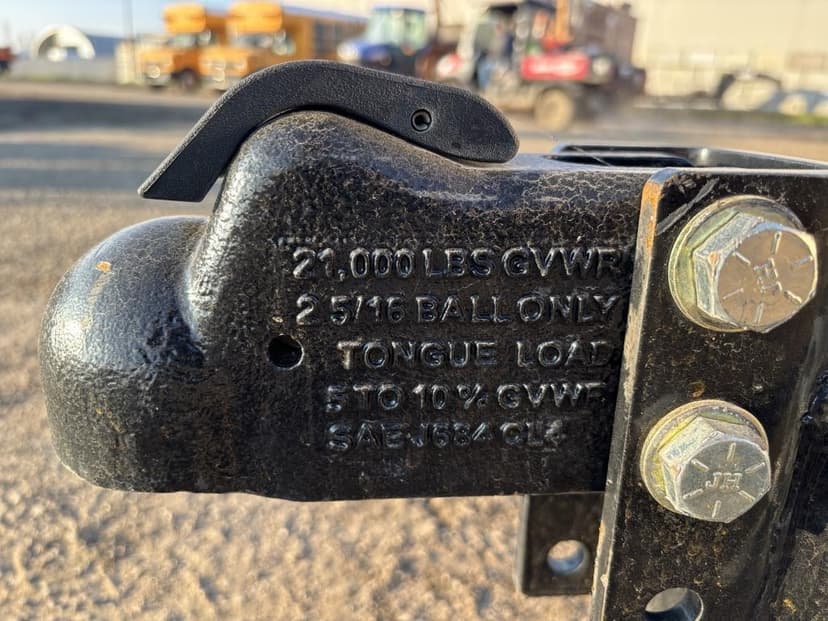 21,000 LBS GVWR
2 5/16 BALL ONLY
TONGUE LOAD
5 TO 10% GVWR
SAE J684 CL4
JH